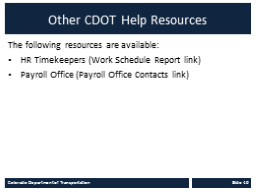 Other CDOT Help Resources
The following resources are available:
• HR Timekeepers (Work Schedule Report link)
• Payroll Office (Payroll Office Contacts link)
Colorado Department of Transportation
Slide 10